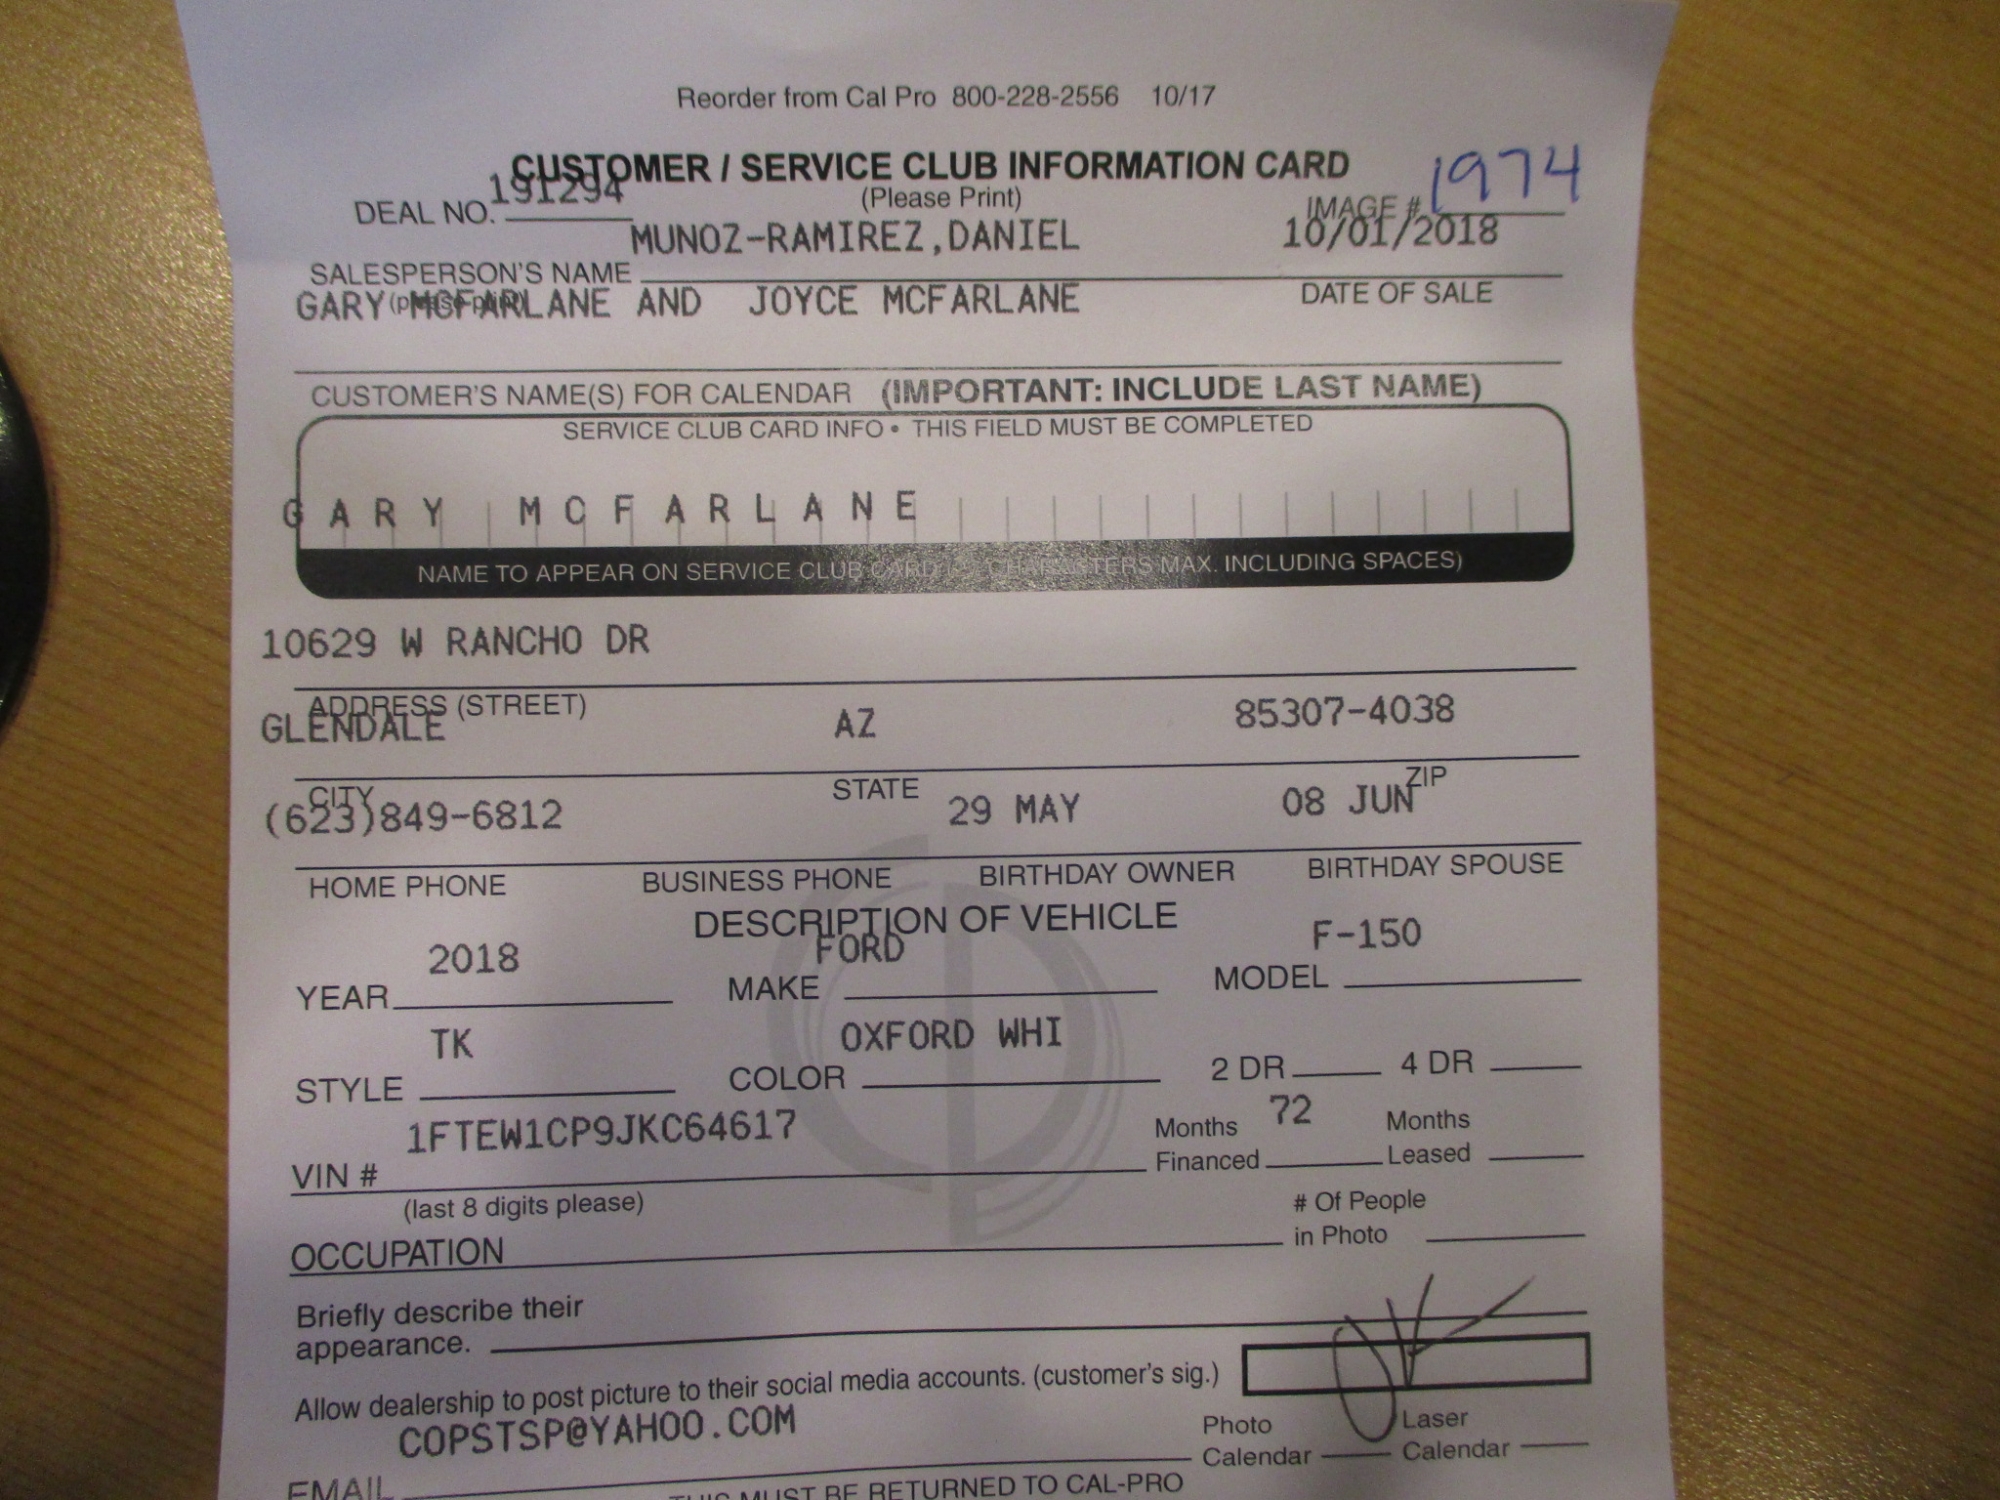 Reorder from Cal Pro 800-228-2556 10/17
CUSTOMER / SERVICE CLUB INFORMATION CARD
(Please Print)
DEAL NO. 191294
IMAGE # 1974
MUNOZ-RAMIREZ,DANIEL 10/01/2018
SALESPERSON'S NAME
(please print)
DATE OF SALE
GARY MCFARLANE AND JOYCE MCFARLANE
CUSTOMER'S NAME(S) FOR CALENDAR (IMPORTANT: INCLUDE LAST NAME)
SERVICE CLUB CARD INFO • THIS FIELD MUST BE COMPLETED
GARY MCFARLANE
NAME TO APPEAR ON SERVICE CLUB CARD CHARACTERS MAX. INCLUDING SPACES)
10629 W RANCHO DR
ADDRESS (STREET)
GLENDALE AZ 85307-4038
CITY STATE ZIP
(623)849-6812 29 MAY 08 JUN
HOME PHONE BUSINESS PHONE BIRTHDAY OWNER BIRTHDAY SPOUSE
DESCRIPTION OF VEHICLE
YEAR 2018 MAKE FORD MODEL F-150
STYLE TK COLOR OXFORD WHI 2 DR 4 DR
VIN # 1FTEW1CP9JKC64617 Months Financed 72 Months Leased
(last 8 digits please)
OCCUPATION # Of People in Photo
Briefly describe their
appearance.
Allow dealership to post picture to their social media accounts. (customer's sig.)
COPSTSP@YAHOO.COM
EMAIL Photo Calendar Laser Calendar
THIS MUST BE RETURNED TO CAL-PRO